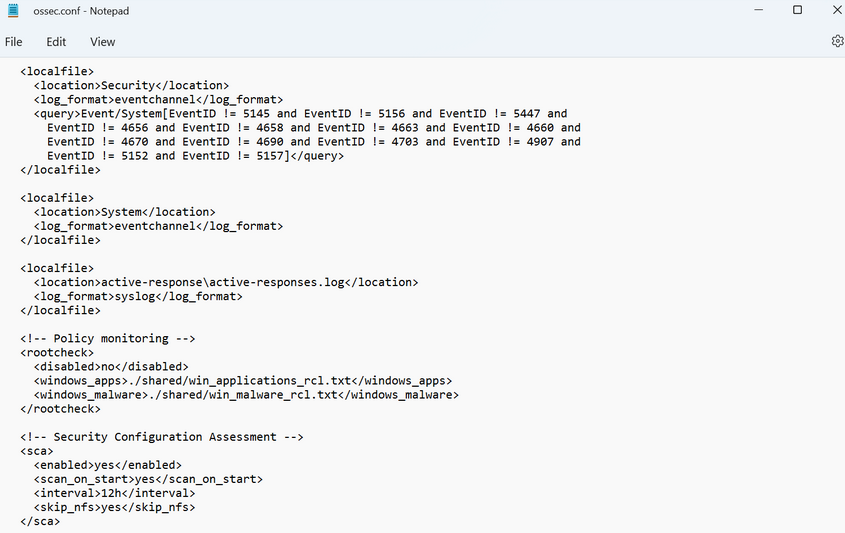 ossec.conf - Notepad
File Edit View
<localfile>
<location>Security</location>
<log_format>eventchannel</log_format>
<query>Event/System[EventID != 5145 and EventID != 5156 and EventID != 5447 and
EventID != 4656 and EventID != 4658 and EventID != 4663 and EventID != 4660 and
EventID != 4670 and EventID != 4690 and EventID != 4703 and EventID != 4907 and
EventID != 5152 and EventID != 5157]</query>
</localfile>
<localfile>
<location>System</location>
<log_format>eventchannel</log_format>
</localfile>
<localfile>
<location>active-response\active-responses.log</location>
<log_format>syslog</log_format>
</localfile>
<!-- Policy monitoring -->
<rootcheck>
<disabled>no</disabled>
<windows_apps>./shared/win_applications_rcl.txt</windows_apps>
<windows_malware>./shared/win_malware_rcl.txt</windows_malware>
</rootcheck>
<!-- Security Configuration Assessment -->
<sca>
<enabled>yes</enabled>
<scan_on_start>yes</scan_on_start>
<interval>12h</interval>
<skip_nfs>yes</skip_nfs>
</sca>